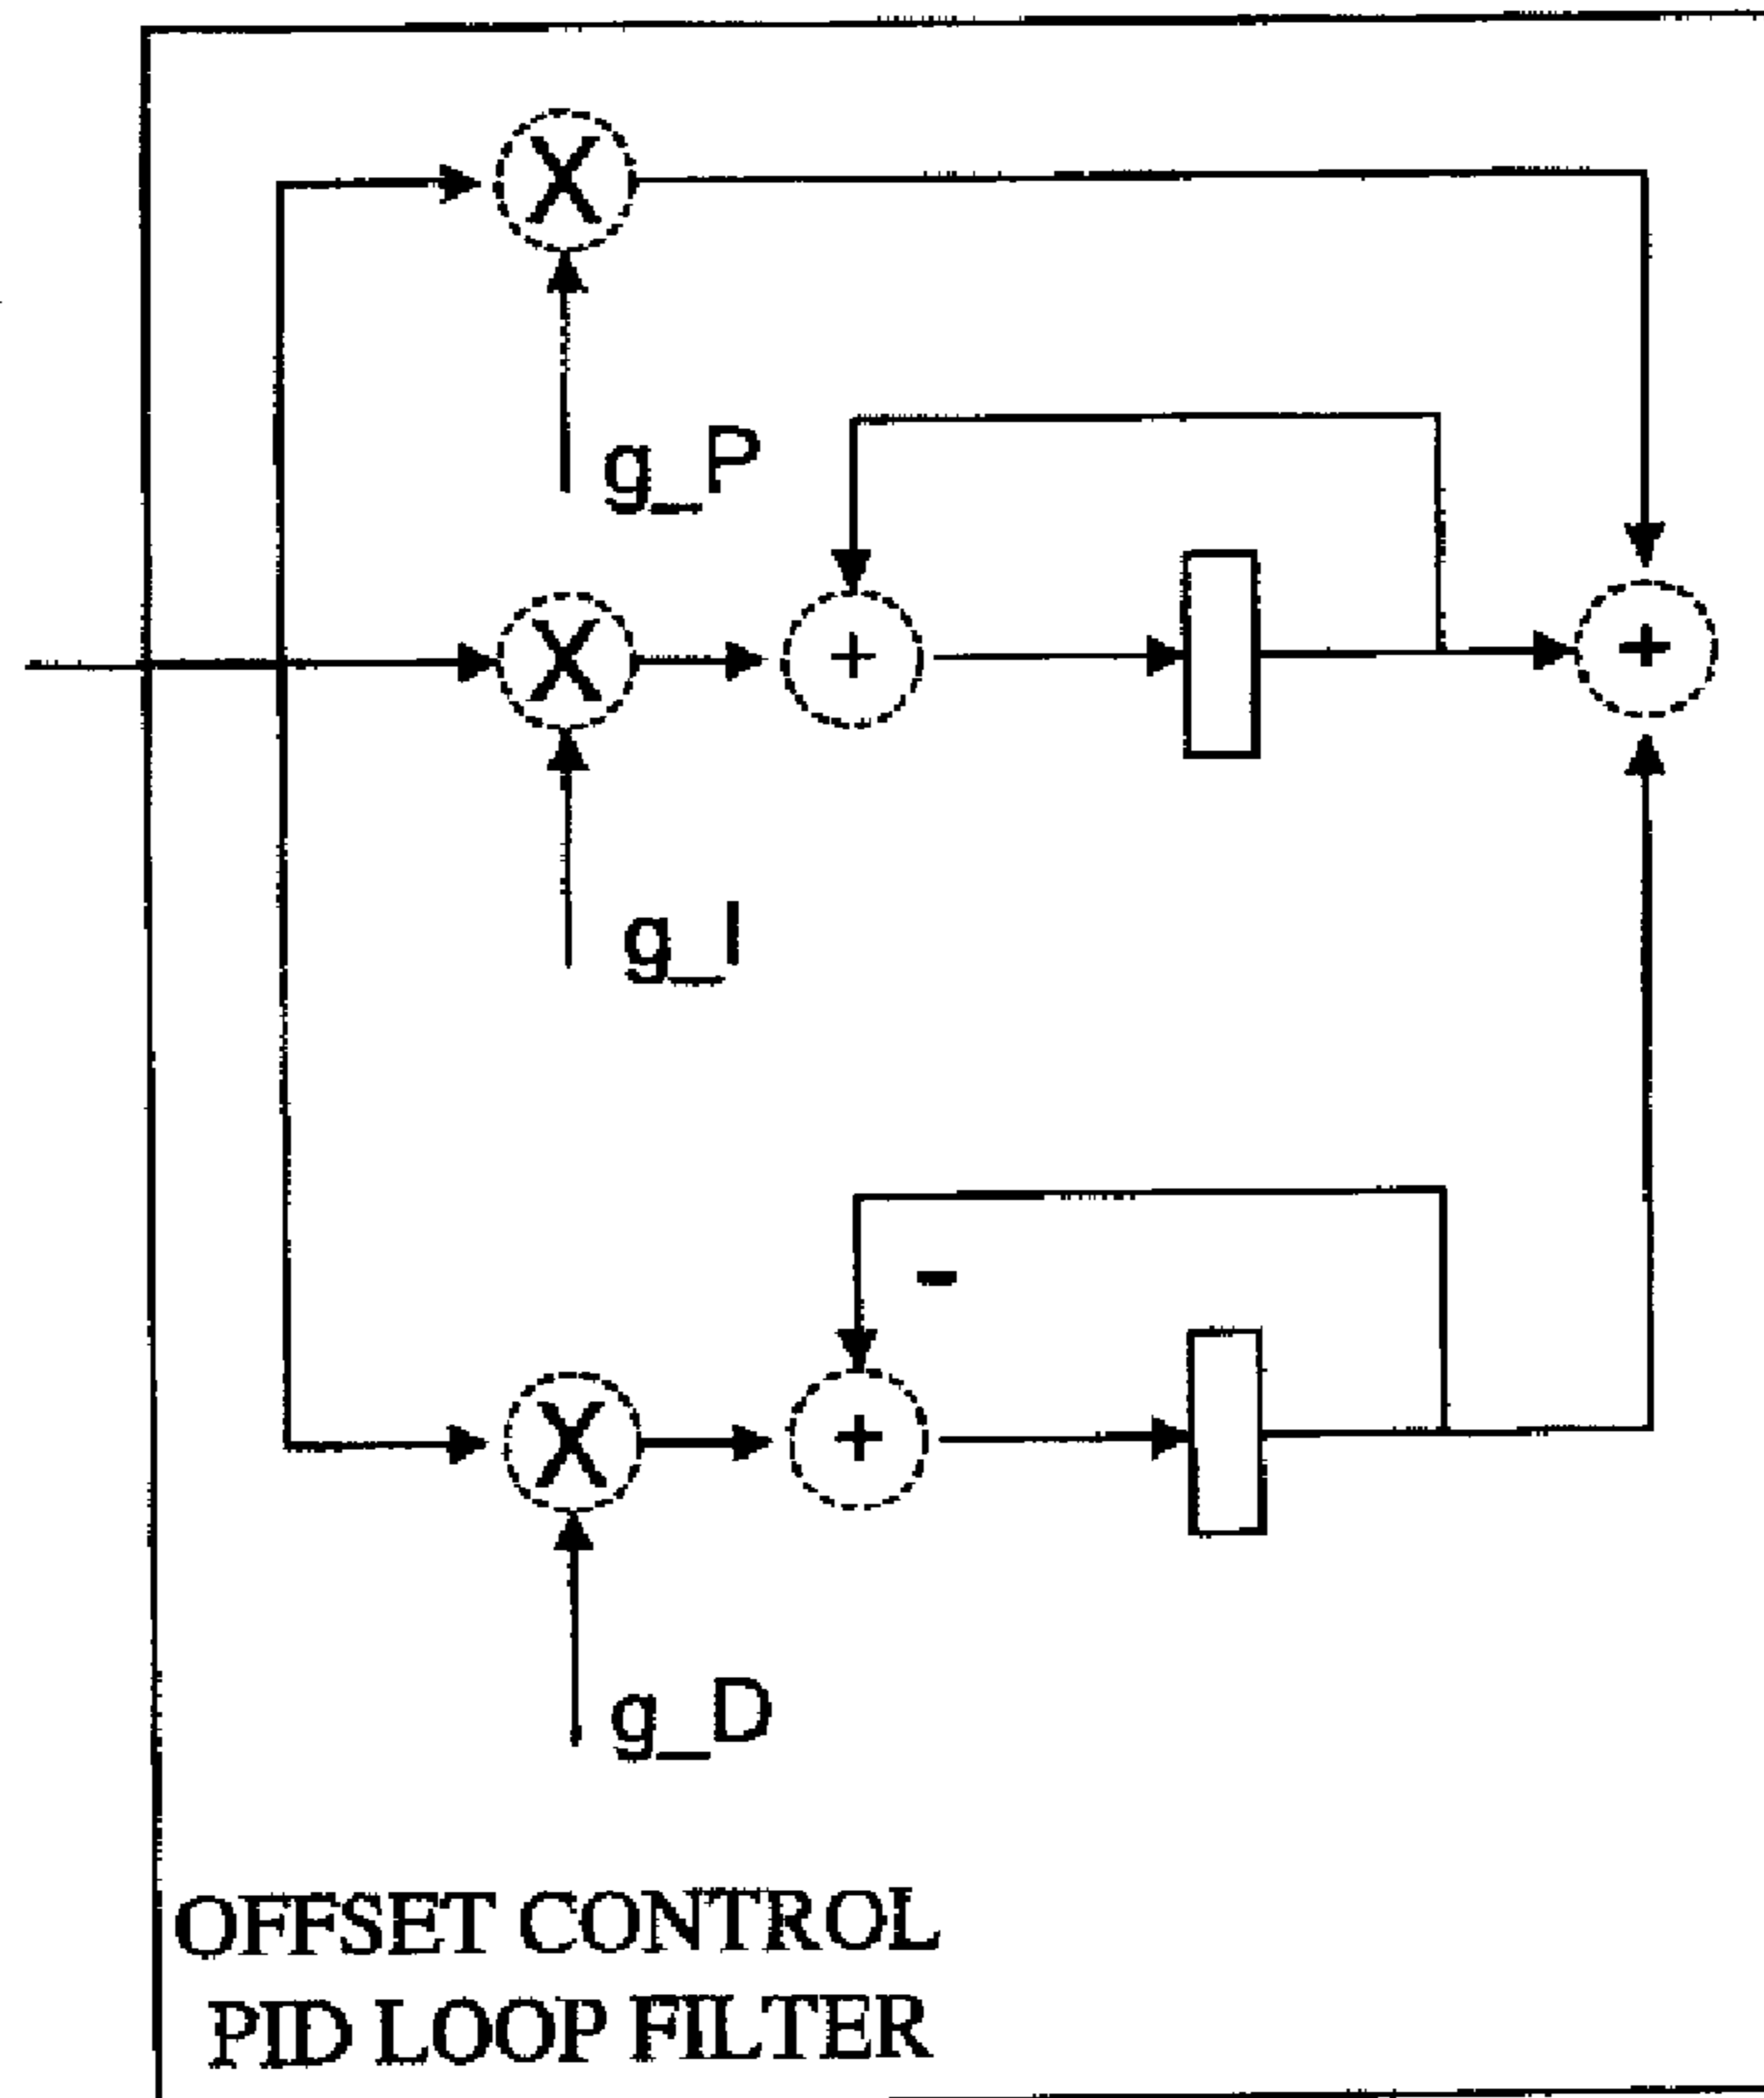 X
g_P
X
+
+
g_I
-
X
+
g_D
OFFSET CONTROL
PID LOOP FILTER